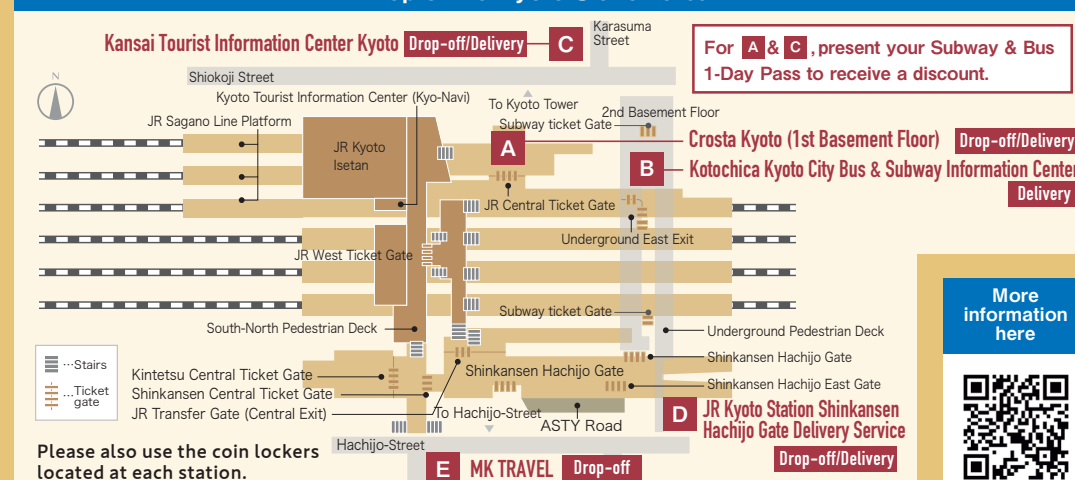 Karasuma
Street
Kansai Tourist Information Center Kyoto Drop-off/Delivery C
For A & C , present your Subway & Bus
1-Day Pass to receive a discount.
N
Shiokoji Street
Kyoto Tourist Information Center (Kyo-Navi)
To Kyoto Tower
2nd Basement Floor
Subway ticket Gate
JR Sagano Line Platform
JR Kyoto
Isetan
A
Crosta Kyoto (1st Basement Floor) Drop-off/Delivery
B
Kotochica Kyoto City Bus & Subway Information Center
Delivery
JR Central Ticket Gate
Underground East Exit
JR West Ticket Gate
Subway ticket Gate
South-North Pedestrian Deck
Underground Pedestrian Deck
…Stairs
…Ticket
gate
Kintetsu Central Ticket Gate
Shinkansen Central Ticket Gate
JR Transfer Gate (Central Exit)
Shinkansen Hachijo Gate
Shinkansen Hachijo Gate
Shinkansen Hachijo East Gate
To Hachijo-Street
ASTY Road
D
JR Kyoto Station Shinkansen
Hachijo Gate Delivery Service
Drop-off/Delivery
Hachijo-Street
E MK TRAVEL Drop-off
Please also use the coin lockers
located at each station.
More
information
here